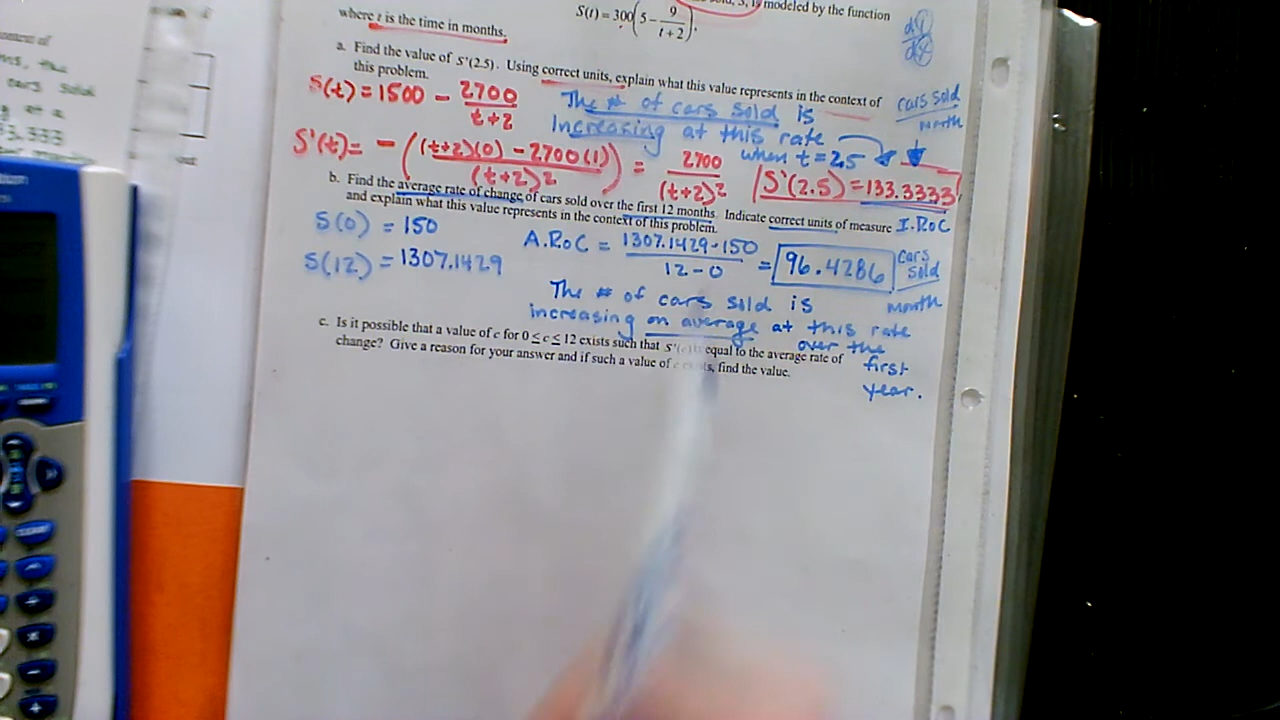 modeled by the function
S(t) = 300(5 − 9/(t + 2)),
where t is the time in months.
dy/dx
a. Find the value of S'(2.5). Using correct units, explain what this value represents in the context of
this problem.
S(t) = 1500 − 2700/(t+2)
The # of cars sold is
increasing at this rate
when t = 2.5
cars sold
month
S'(t) = −((t+2)(0) − 2700(1))/(t+2)2) = 2700/(t+2)2
S'(2.5) = 133.3333
b. Find the average rate of change of cars sold over the first 12 months. Indicate correct units of measure
and explain what this value represents in the context of this problem.
I.RoC
S(0) = 150
S(12) = 1307.1429
A.RoC = (1307.1429 - 150)/(12 - 0) = 96.4286 cars sold/month
The # of cars sold is
increasing on average at this rate
over the
first
year.
c. Is it possible that a value of c for 0 ≤ c ≤ 12 exists such that equal to the average rate of
change? Give a reason for your answer and if such a value of find the value.
cars sold